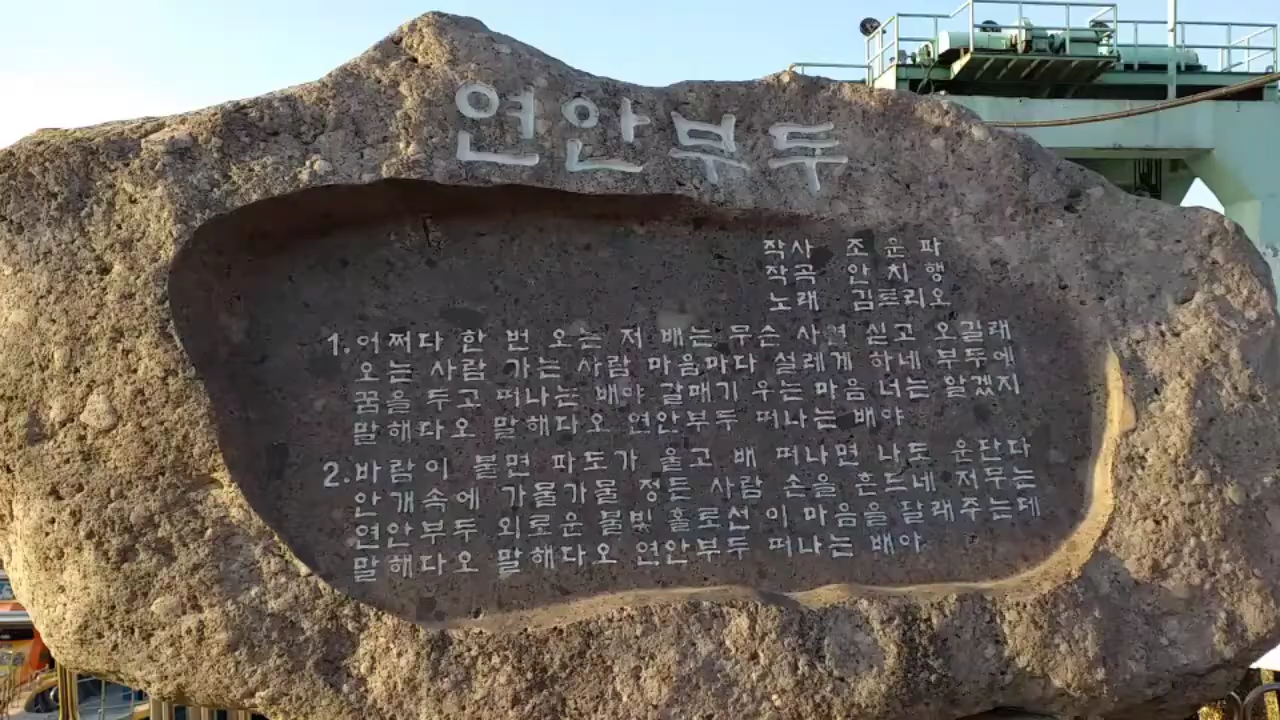 연안부두
작사 조운파
작곡 안치행
노래 김트리오
1. 어쩌다 한 번 오는 저 배는 무슨 사연 싣고 오길래
오는 사람 가는 사람 마음마다 설레게 하네 부두에
꿈을 두고 떠나는 배야 갈매기 우는 마음 너는 알겠지
말해다오 말해다오 연안부두 떠나는 배야
2. 바람이 불면 파도가 울고 배 떠나면 나도 운단다
안개속에 가물가물 정든 사람 손을 흔드네 저무는
연안부두 외로운 불빛 홀로선 이 마음을 달래주는데
말해다오 말해다오 연안부두 떠나는 배야